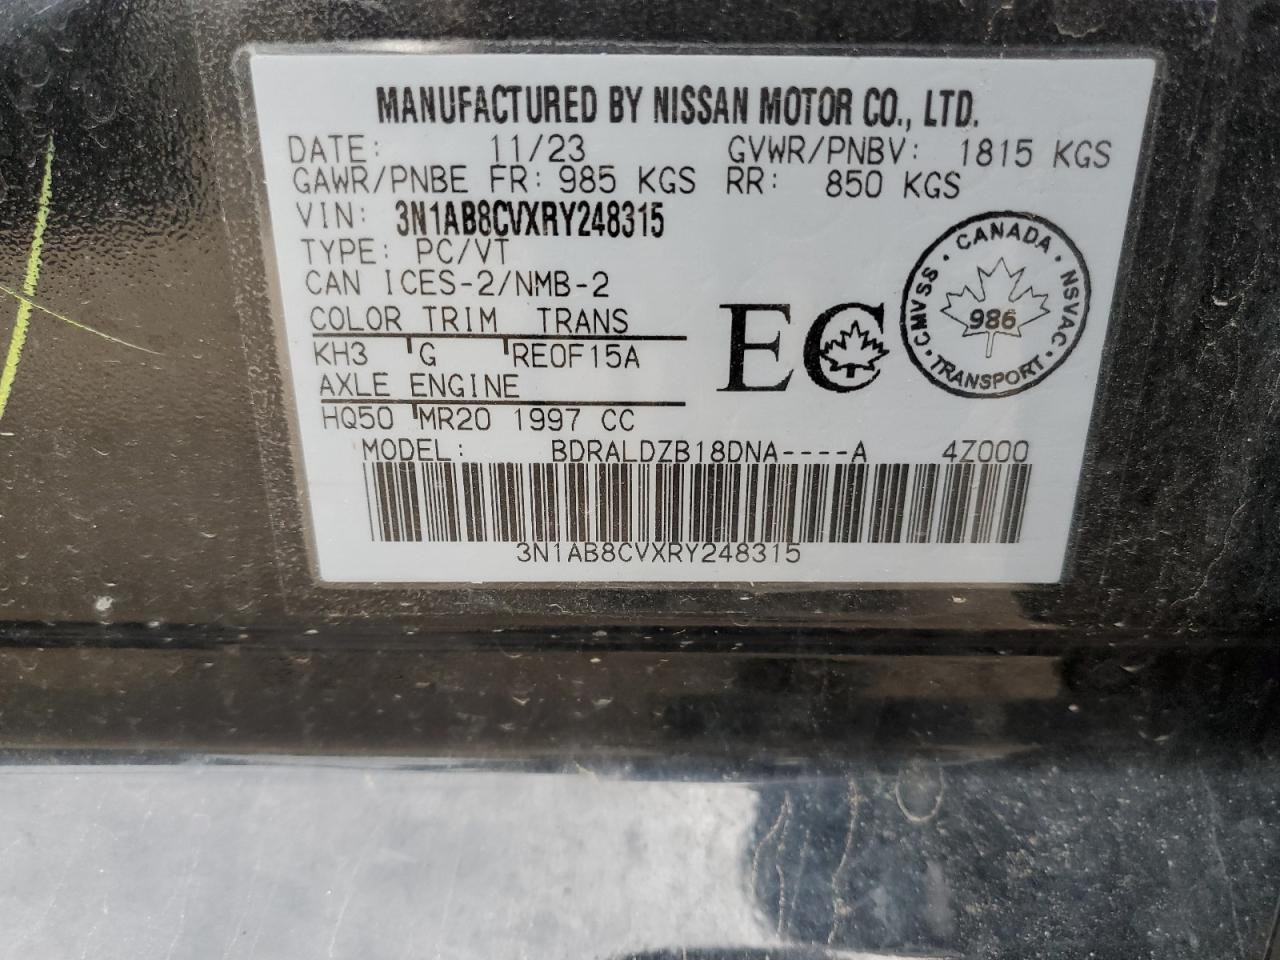 MANUFACTURED BY NISSAN MOTOR CO., LTD.
DATE: 11/23 GVWR/PNBV: 1815 KGS
GAWR/PNBE FR: 985 KGS RR: 850 KGS
VIN: 3N1AB8CVXRY248315
TYPE: PC/VT
CAN ICES-2/NMB-2
COLOR TRIM TRANS
KH3 G RE0F15A
AXLE ENGINE
HQ50 MR20 1997 CC
EC
CANADA · NSVAC · TRANSPORT · CMVSS ·
986
MODEL: BDRALDZB18DNA----A 4Z000
3N1AB8CVXRY248315